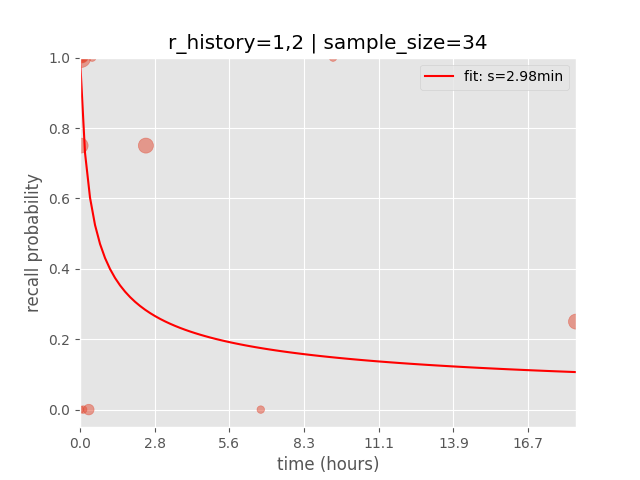 r_history=1,2 | sample_size=34
fit: s=2.98min
recall probability
1.0
0.8
0.6
0.4
0.2
0.0
0.0 2.8 5.6 8.3 11.1 13.9 16.7
time (hours)